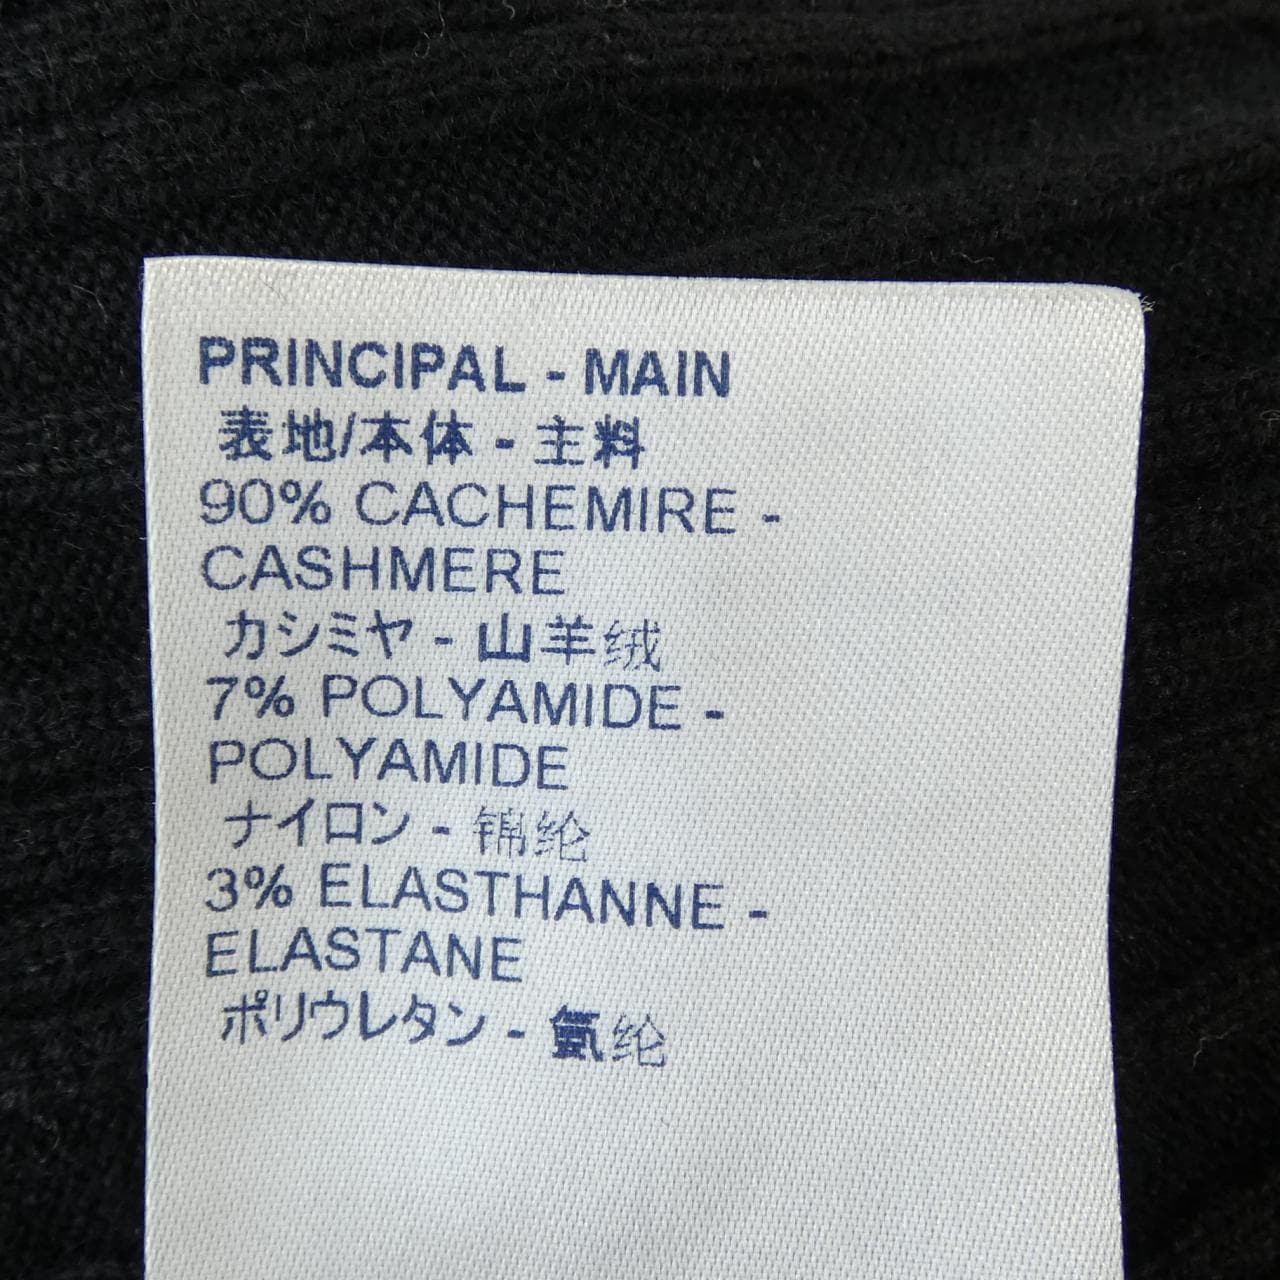 PRINCIPAL - MAIN
表地/本体 - 主料
90% CACHEMIRE -
CASHMERE
カシミヤ - 山羊绒
7% POLYAMIDE -
POLYAMIDE
ナイロン - 锦纶
3% ELASTHANNE -
ELASTANE
ポリウレタン - 氨纶